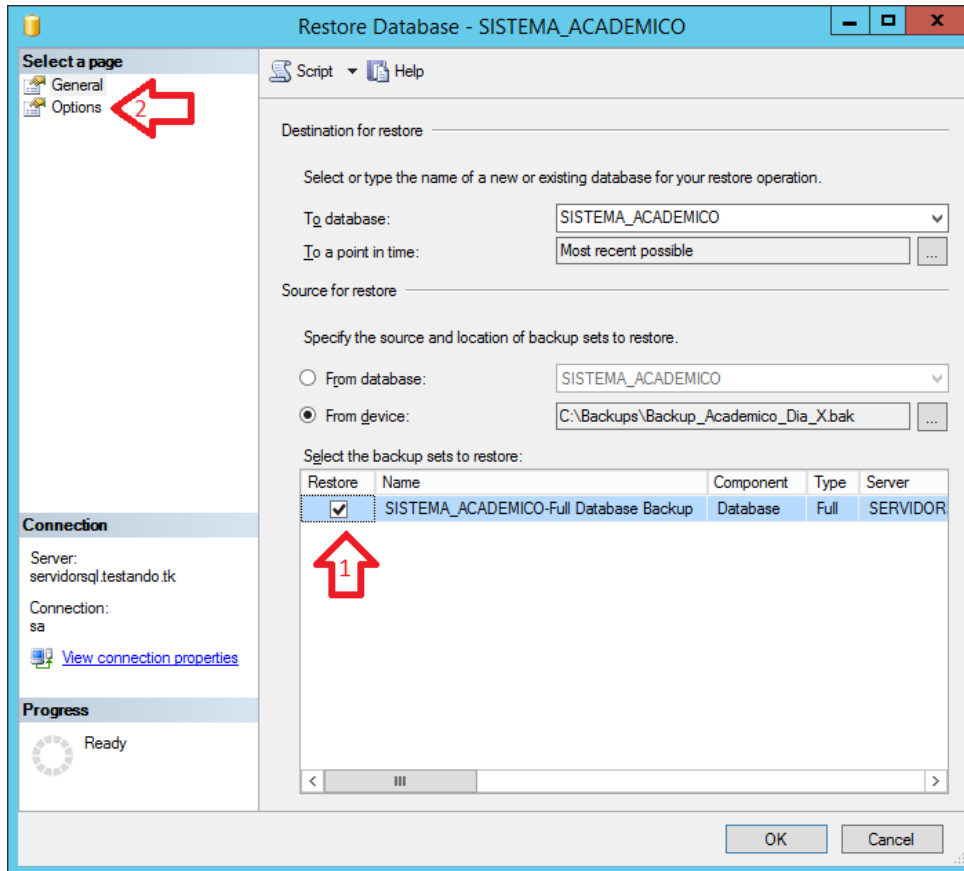 Restore Database - SISTEMA_ACADEMICO
Select a page
General
Options
2
Script
Help
Destination for restore
Select or type the name of a new or existing database for your restore operation.
To database:
SISTEMA_ACADEMICO
To a point in time:
Most recent possible
...
Source for restore
Specify the source and location of backup sets to restore.
From database:
SISTEMA_ACADEMICO
From device:
C:\Backups\Backup_Academico_Dia_X.bak
...
Select the backup sets to restore:
Restore Name Component Type Server
SISTEMA_ACADEMICO-Full Database Backup Database Full SERVIDOR
1
Connection
Server:
servidorsql.testando.tk
Connection:
sa
View connection properties
Progress
Ready
OK
Cancel